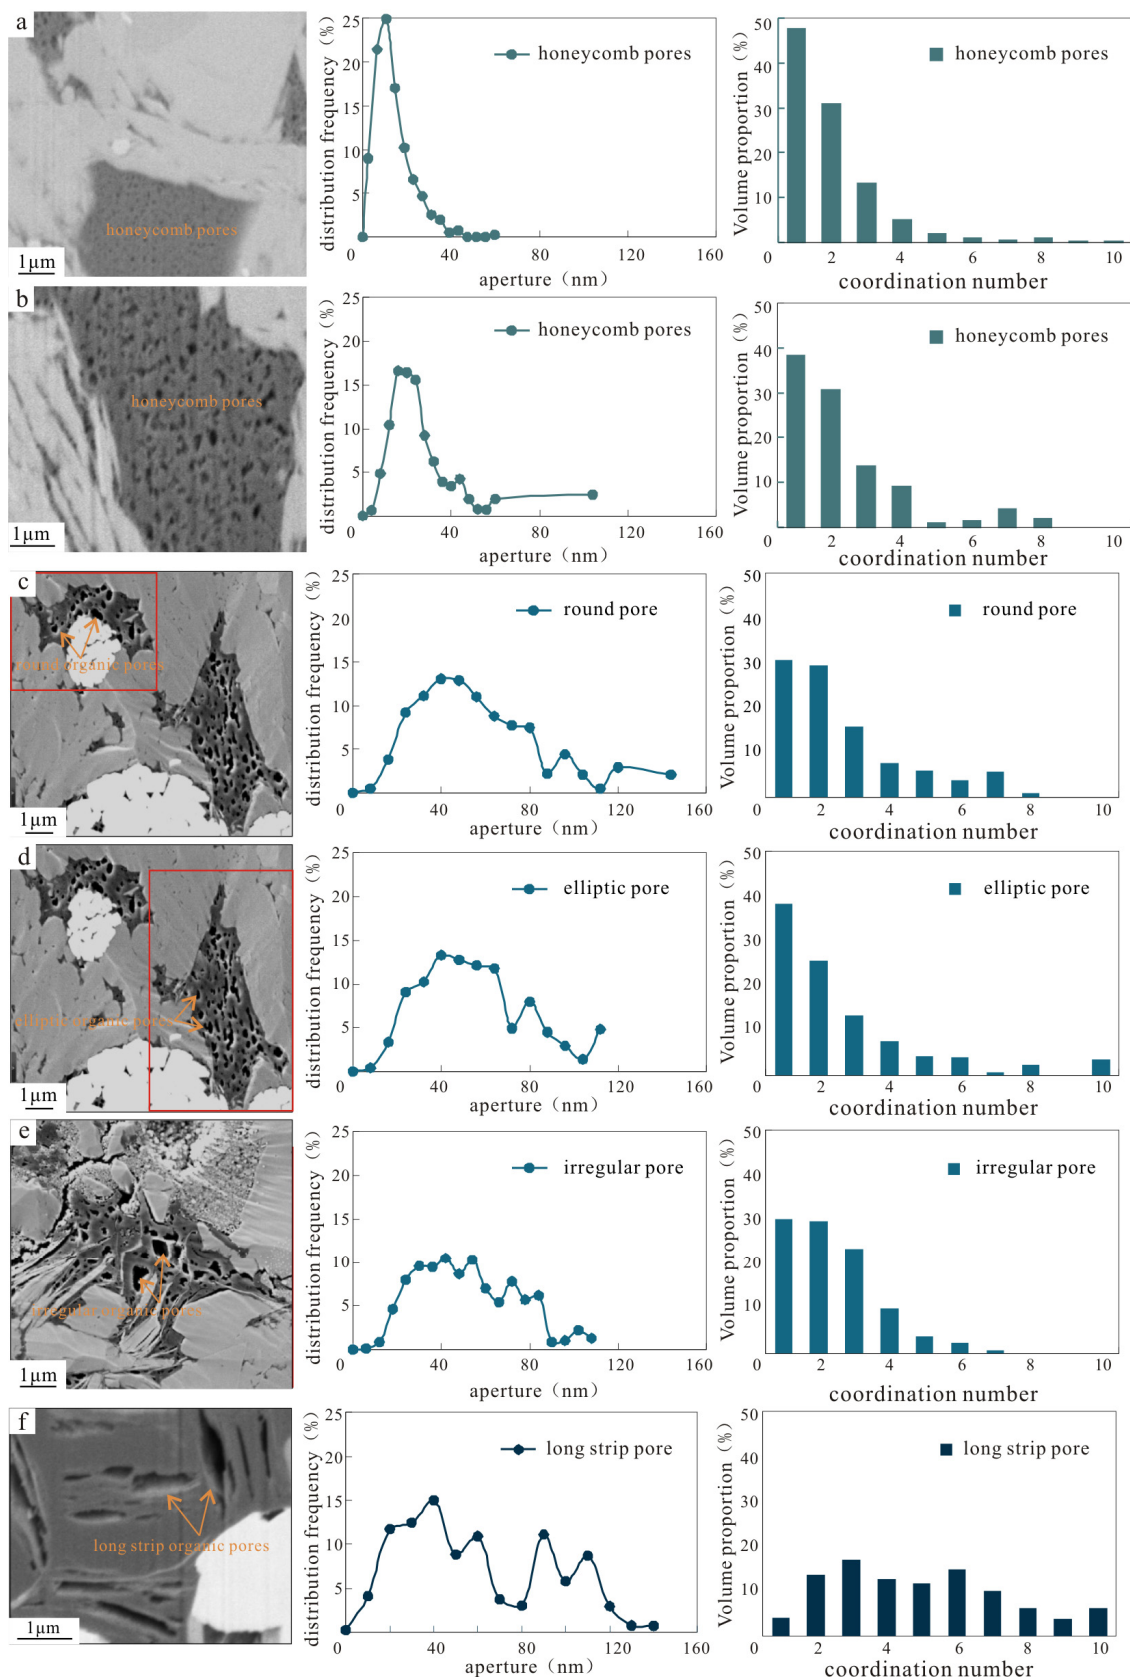 a
honeycomb pores
1μm
distribution frequency（%）
25
20
15
10
5
0
40
80
120
160
aperture（nm）
honeycomb pores
Volume proportion（%）
50
40
30
20
10
0
2
4
6
8
10
coordination number
honeycomb pores
b
honeycomb pores
1μm
distribution frequency（%）
25
20
15
10
5
0
40
80
120
160
aperture（nm）
honeycomb pores
Volume proportion（%）
50
40
30
20
10
0
2
4
6
8
10
coordination number
honeycomb pores
c
round organic pores
1μm
distribution frequency（%）
25
20
15
10
5
0
40
80
120
160
aperture（nm）
round pore
Volume proportion（%）
50
40
30
20
10
0
2
4
6
8
10
coordination number
round pore
d
elliptic organic pores
1μm
distribution frequency（%）
25
20
15
10
5
0
40
80
120
160
aperture（nm）
elliptic pore
Volume proportion（%）
50
40
30
20
10
0
2
4
6
8
10
coordination number
elliptic pore
e
irregular organic pores
1μm
distribution frequency（%）
25
20
15
10
5
0
40
80
120
160
aperture（nm）
irregular pore
Volume proportion（%）
50
40
30
20
10
0
2
4
6
8
10
coordination number
irregular pore
f
long strip organic pores
1μm
distribution frequency（%）
25
20
15
10
5
0
40
80
120
160
aperture（nm）
long strip pore
Volume proportion（%）
50
40
30
20
10
0
2
4
6
8
10
coordination number
long strip pore